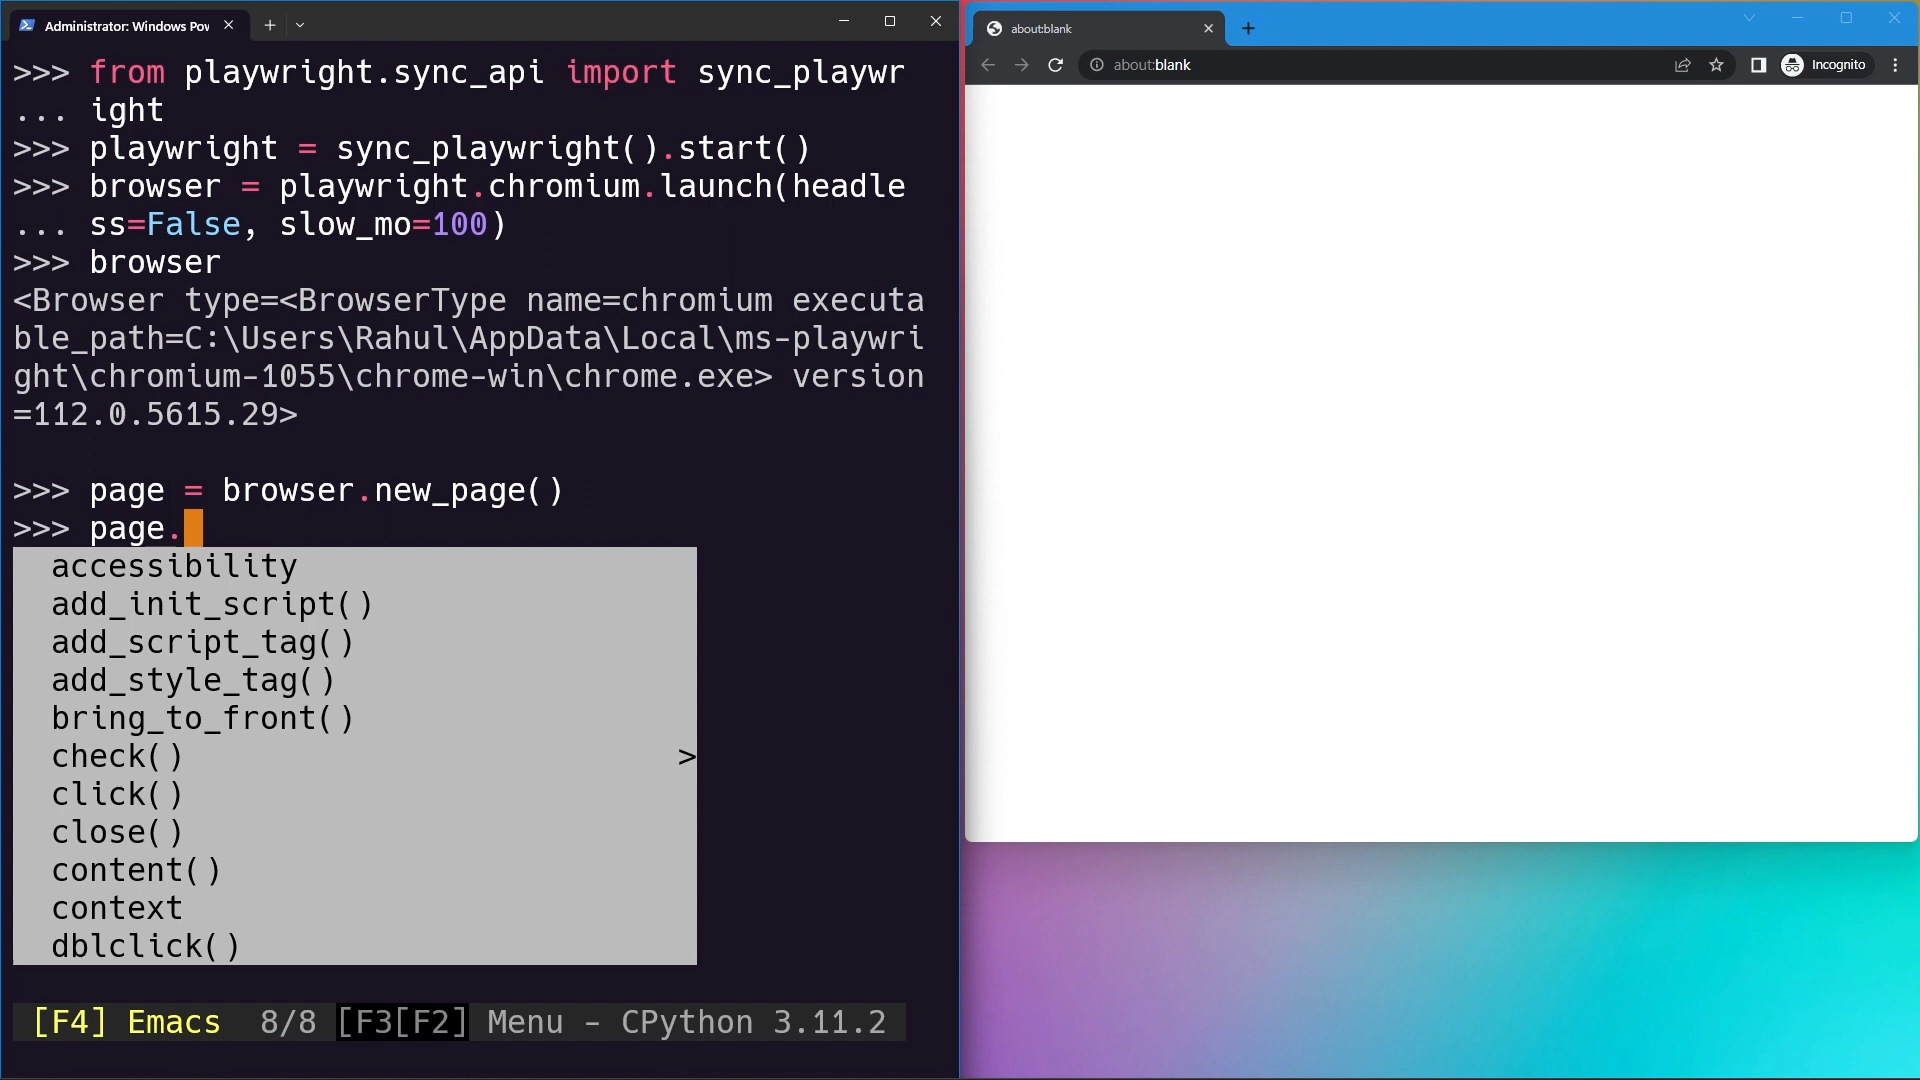 Administrator: Windows Pow
>>> from playwright.sync_api import sync_playwr
... ight
>>> playwright = sync_playwright().start()
>>> browser = playwright.chromium.launch(headle
... ss=False, slow_mo=100)
>>> browser
<Browser type=<BrowserType name=chromium executa
ble_path=C:\Users\Rahul\AppData\Local\ms-playwri
ght\chromium-1055\chrome-win\chrome.exe> version
=112.0.5615.29>
>>> page = browser.new_page()
>>> page.
accessibility
add_init_script()
add_script_tag()
add_style_tag()
bring_to_front()
check() >
click()
close()
content()
context
dblclick()
[F4] Emacs 8/8 [F3[F2] Menu - CPython 3.11.2
about:blank
about:blank
Incognito